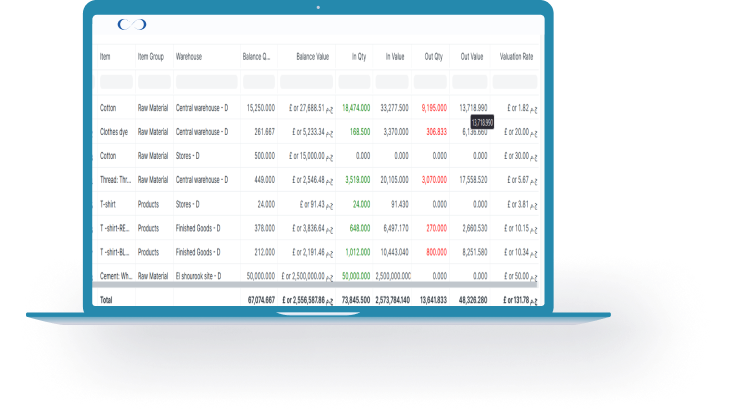 Item Item Group Warehouse Balance Q... Balance Value In Qty In Value Out Qty Out Value Valuation Rate
Cotton Raw Material Central warehouse - D 15,250.000 £ or 27,688.51 ج.م 18,474.000 33,277.500 9,195.000 13,718.990 £ or 1.82 ج.م
13,718.990
Clothes dye Raw Material Central warehouse - D 261.667 £ or 5,233.34 ج.م 168.500 3,370.000 306.833 £ or 20.00 ج.م
Cotton Raw Material Stores - D 500.000 £ or 15,000.00 ج.م 0.000 0.000 0.000 0.000 £ or 30.00 ج.م
Thread: Thr... Raw Material Central warehouse - D 449.000 £ or 2,546.48 ج.م 3,519.000 20,105.000 3,070.000 17,558.520 £ or 5.67 ج.م
T-shirt Products Stores - D 24.000 £ or 91.43 ج.م 24.000 91.430 0.000 0.000 £ or 3.81 ج.م
T -shirt-RE... Products Finished Goods - D 378.000 £ or 3,836.64 ج.م 648.000 6,497.170 270.000 2,660.530 £ or 10.15 ج.م
T -shirt-BL... Products Finished Goods - D 212.000 £ or 2,191.46 ج.م 1,012.000 10,443.040 800.000 8,251.580 £ or 10.34 ج.م
Cement: Wh... Raw Material El shourook site - D 50,000.000 £ or 2,500,000.00 ج.م 50,000.000 2,500,000.000 0.000 0.000 £ or 50.00 ج.م
Total 67,074.667 £ or 2,556,587.86 ج.م 73,845.500 2,573,784.140 13,641.833 48,326.280 £ or 131.78 ج.م